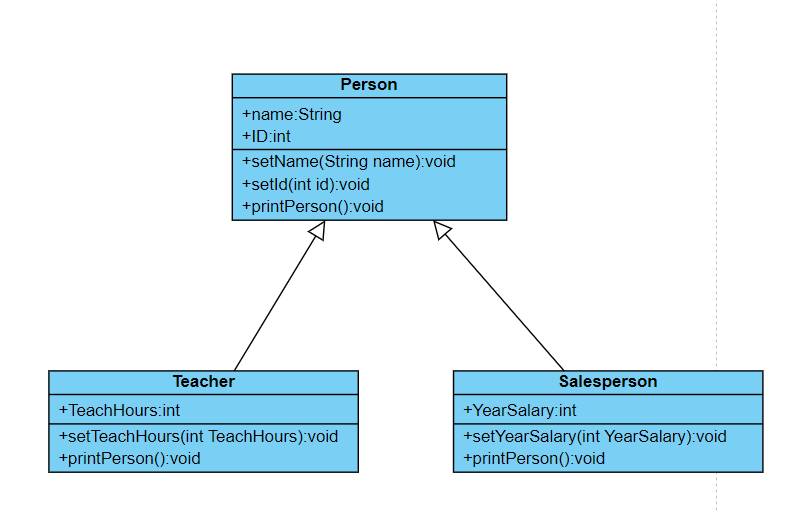 Person
+name:String
+ID:int
+setName(String name):void
+setId(int id):void
+printPerson():void
Teacher
+TeachHours:int
+setTeachHours(int TeachHours):void
+printPerson():void
Salesperson
+YearSalary:int
+setYearSalary(int YearSalary):void
+printPerson():void